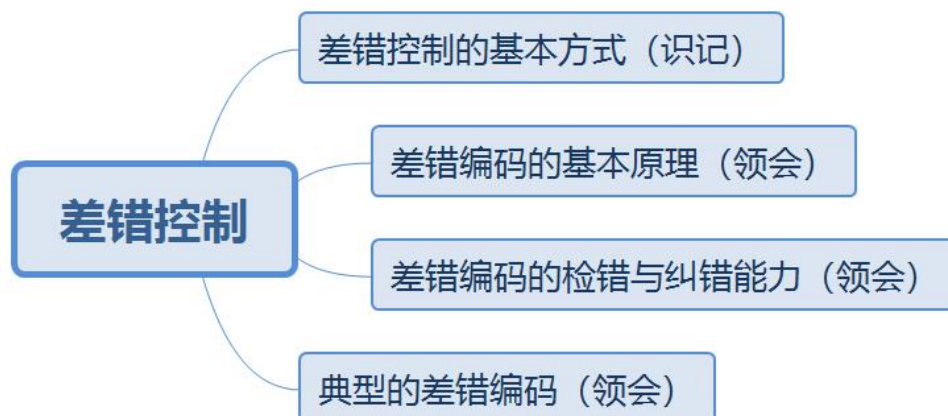 差错控制的基本方式（识记）
差错编码的基本原理（领会）
差错控制
差错编码的检错与纠错能力（领会）
典型的差错编码（领会）